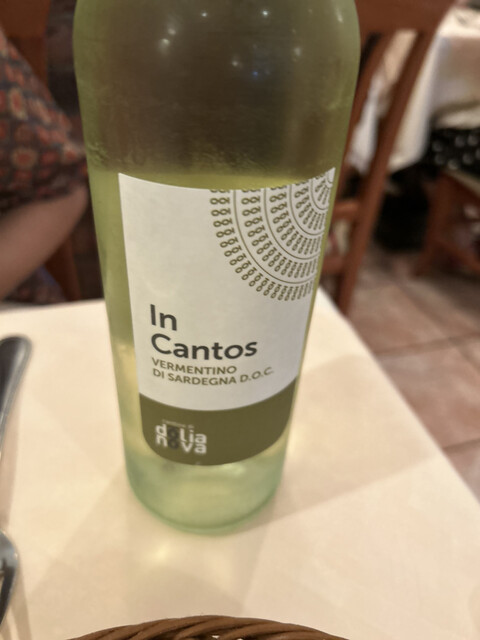 In
Cantos
VERMENTINO
DI SARDEGNA D.O.C.
dolia
nova